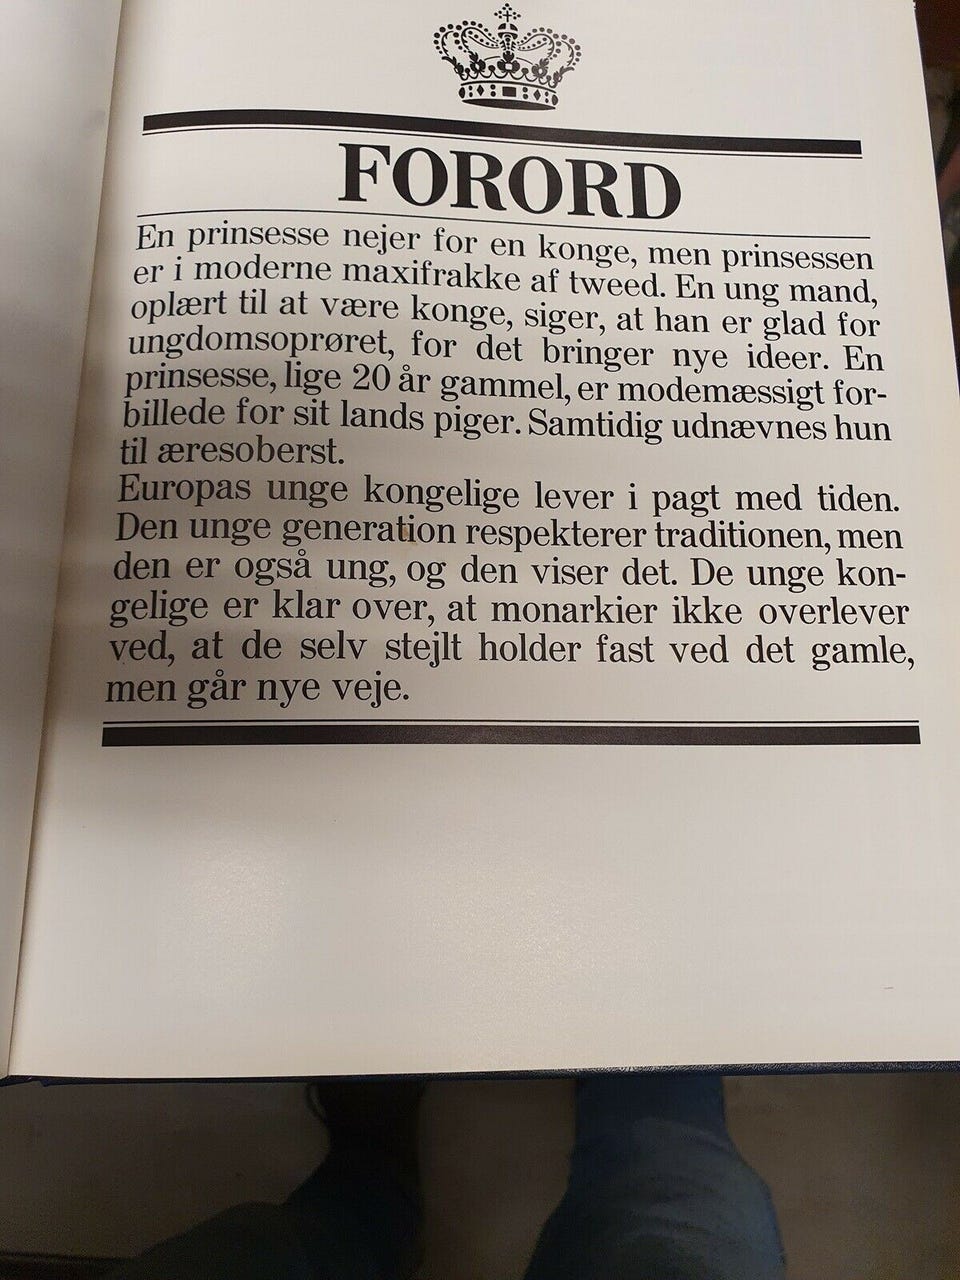 FORORD
En prinsesse nejer for en konge, men prinsessen
er i moderne maxifrakke af tweed. En ung mand,
oplært til at være konge, siger, at han er glad for
ungdomsoprøret, for det bringer nye ideer. En
prinsesse, lige 20 år gammel, er modemæssigt for-
billede for sit lands piger. Samtidig udnævnes hun
til æresoberst.
Europas unge kongelige lever i pagt med tiden.
Den unge generation respekterer traditionen, men
den er også ung, og den viser det. De unge kon-
gelige er klar over, at monarkier ikke overlever
ved, at de selv stejlt holder fast ved det gamle,
men går nye veje.